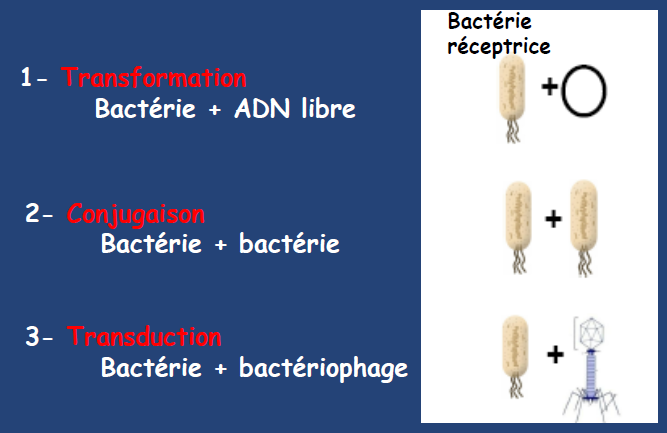 Bactérie
réceptrice
1- Transformation
Bactérie + ADN libre
+
2- Conjugaison
Bactérie + bactérie
+
3- Transduction
Bactérie + bactériophage
+